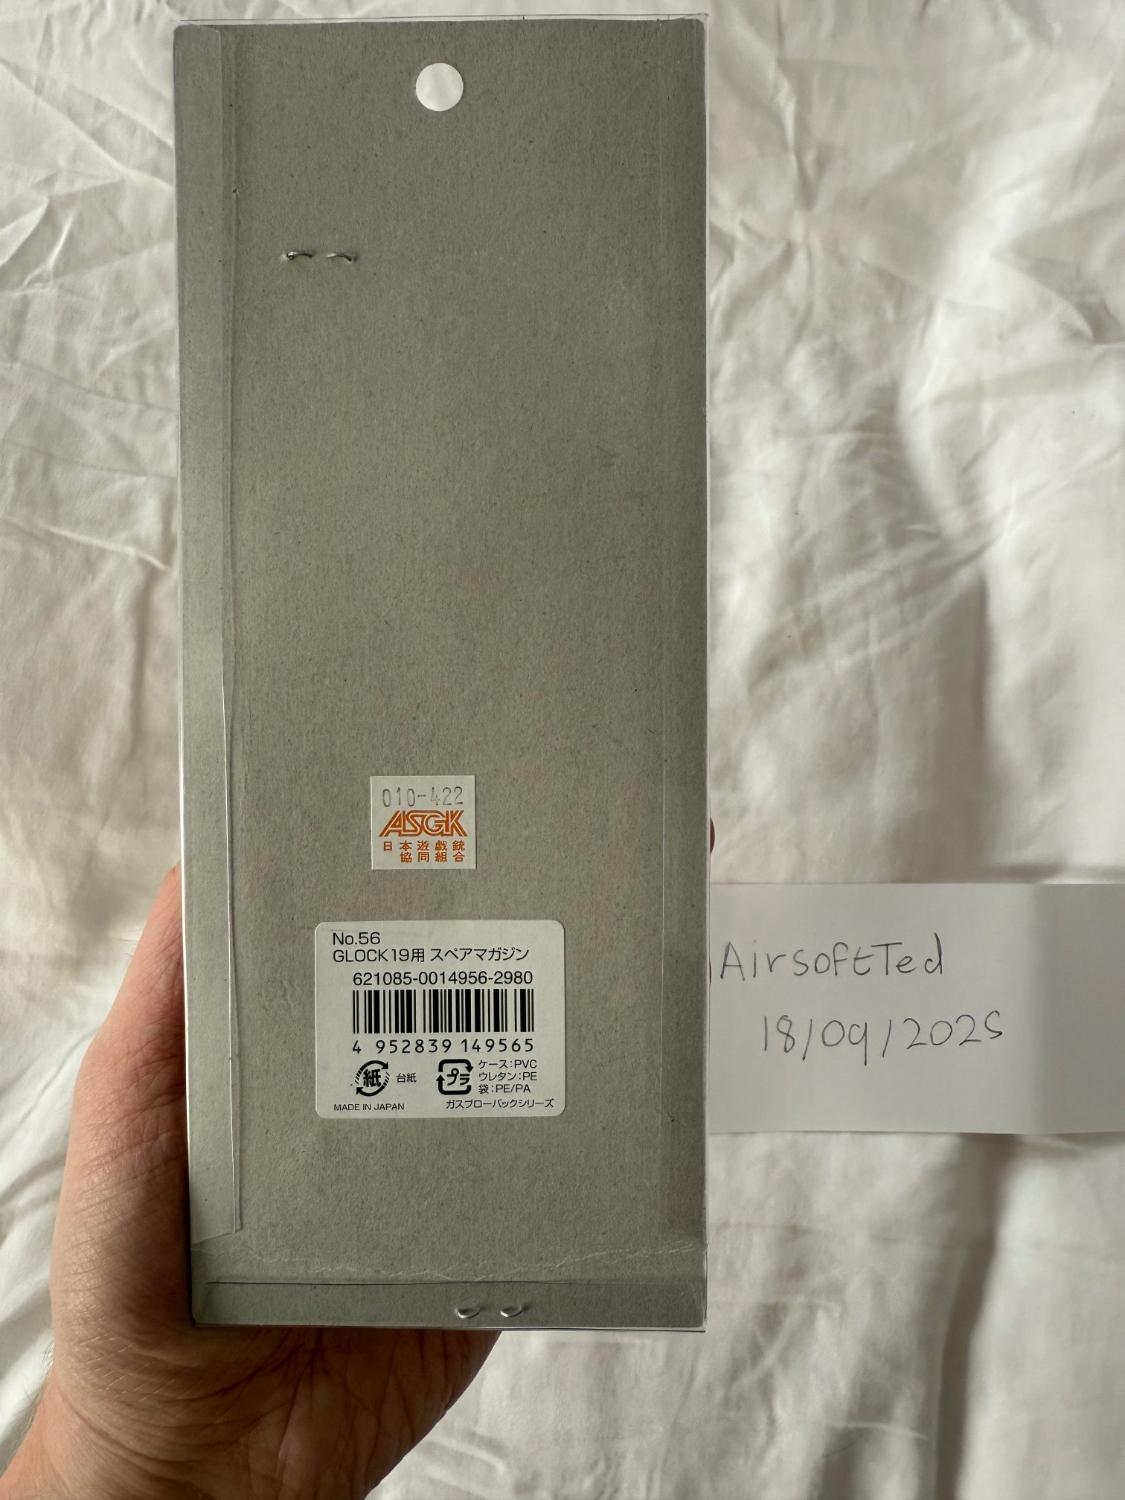 010-422
ASGK
日本遊戯銃
協同組合
No.56
GLOCK19用 スペアマガジン
621085-0014956-2980
4 952839 149565
紙 台紙
プラ ケース:PVC
ウレタン:PE
袋:PE/PA
MADE IN JAPAN ガスブローバックシリーズ
AirsoftTed
18/09/2025